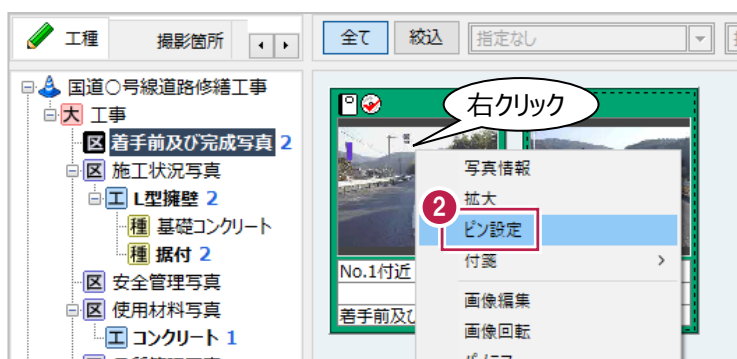 工種
撮影箇所
全て
絞込
指定なし
国道○号線道路修繕工事
大 工事
区 着手前及び完成写真 2
区 施工状況写真
工 L型擁壁 2
種 基礎コンクリート
種 据付 2
区 安全管理写真
区 使用材料写真
工 コンクリート 1
右クリック
No.1付近
着手前及び
写真情報
拡大
2
ピン設定
付箋
画像編集
画像回転